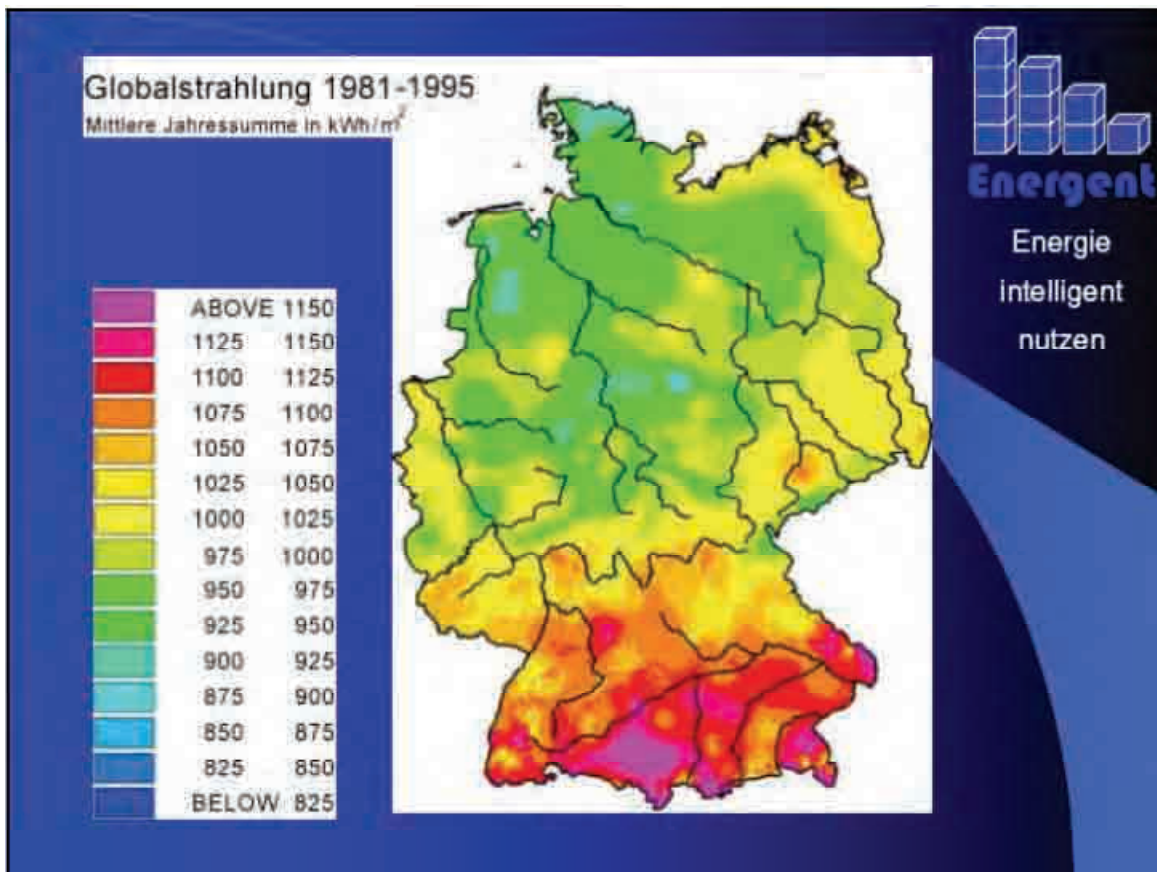 Globalstrahlung 1981-1995
Mittlere Jahressumme in kWh/m²
ABOVE 1150
1125 1150
1100 1125
1075 1100
1050 1075
1025 1050
1000 1025
975 1000
950 975
925 950
900 925
875 900
850 875
825 850
BELOW 825
Energent
Energie
intelligent
nutzen